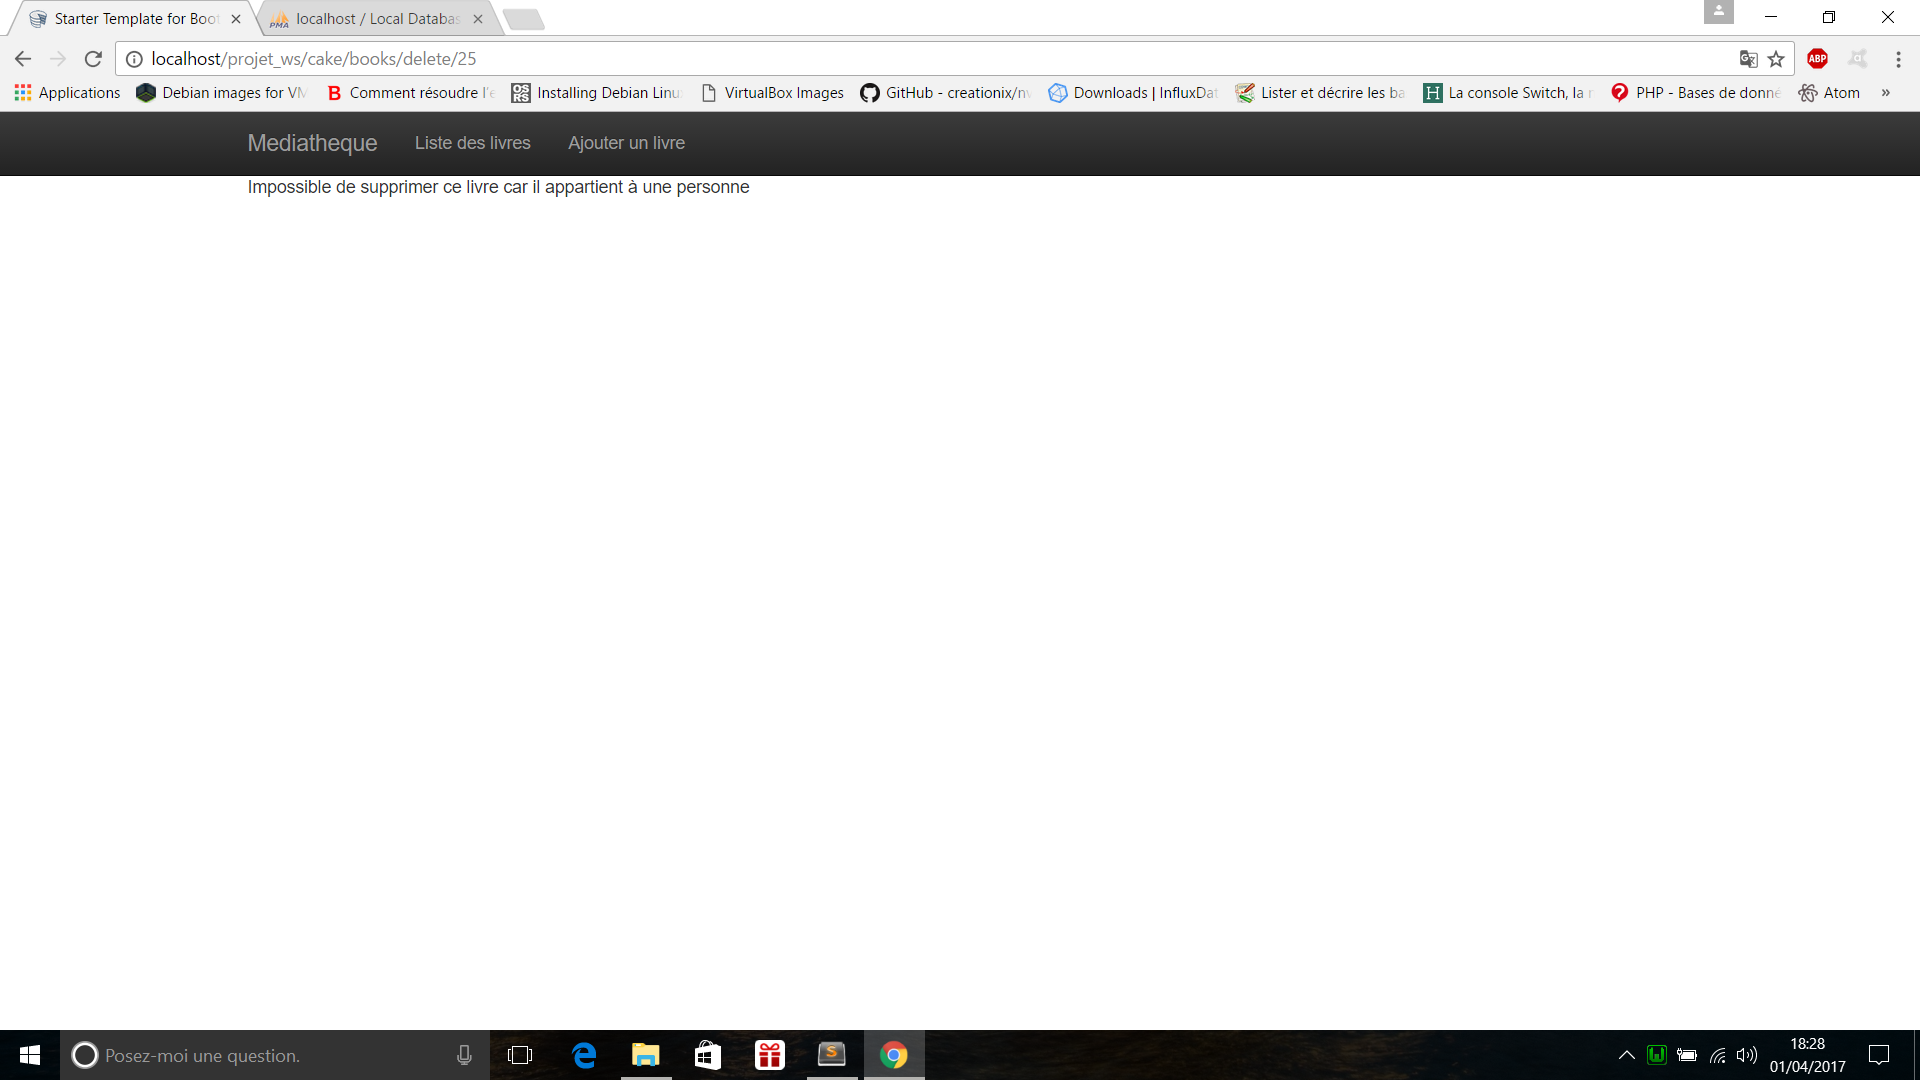 Starter Template for Boot
localhost / Local Databas
localhost/projet_ws/cake/books/delete/25
ABP
Applications
Debian images for VM
B Comment résoudre l'e
OS RS Installing Debian Linu
VirtualBox Images
GitHub - creationix/nv
Downloads | InfluxDat
Lister et décrire les ba
H La console Switch, la n
PHP - Bases de donné
Atom
»
Mediatheque
Liste des livres
Ajouter un livre
Impossible de supprimer ce livre car il appartient à une personne
Posez-moi une question.
18:28
01/04/2017